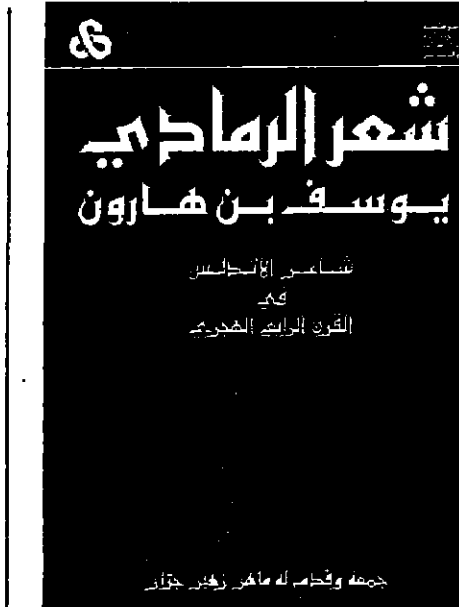 شعر الرمادي
يوسف بن هارون
شاعر الأندلس
في
القرن الرابع الهجري
جمعه وقدم له ماهر زهير جرار